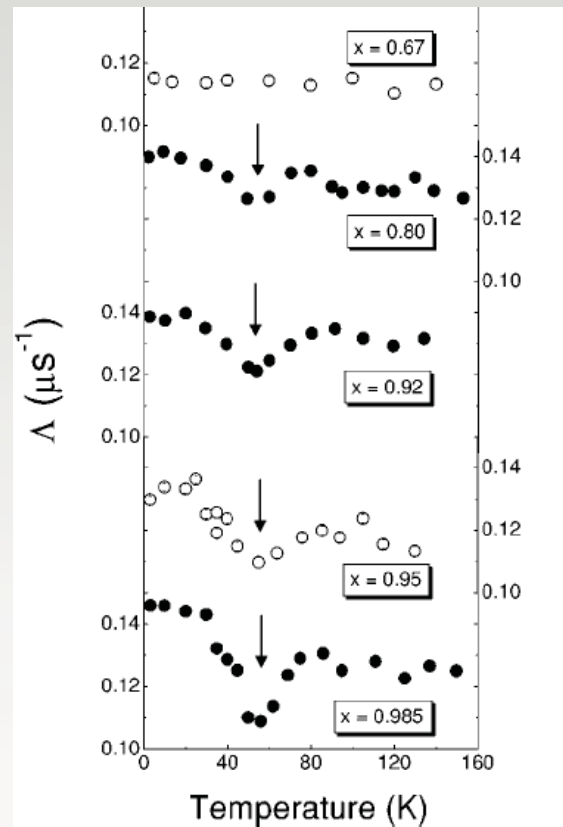 x = 0.67
0.12
0.10
0.14
0.12
x = 0.80
0.10
0.14
0.12
x = 0.92
0.10
0.14
0.12
x = 0.95
0.10
0.14
0.12
x = 0.985
0.10
0 40 80 120 160
Λ (μs⁻¹)
Temperature (K)